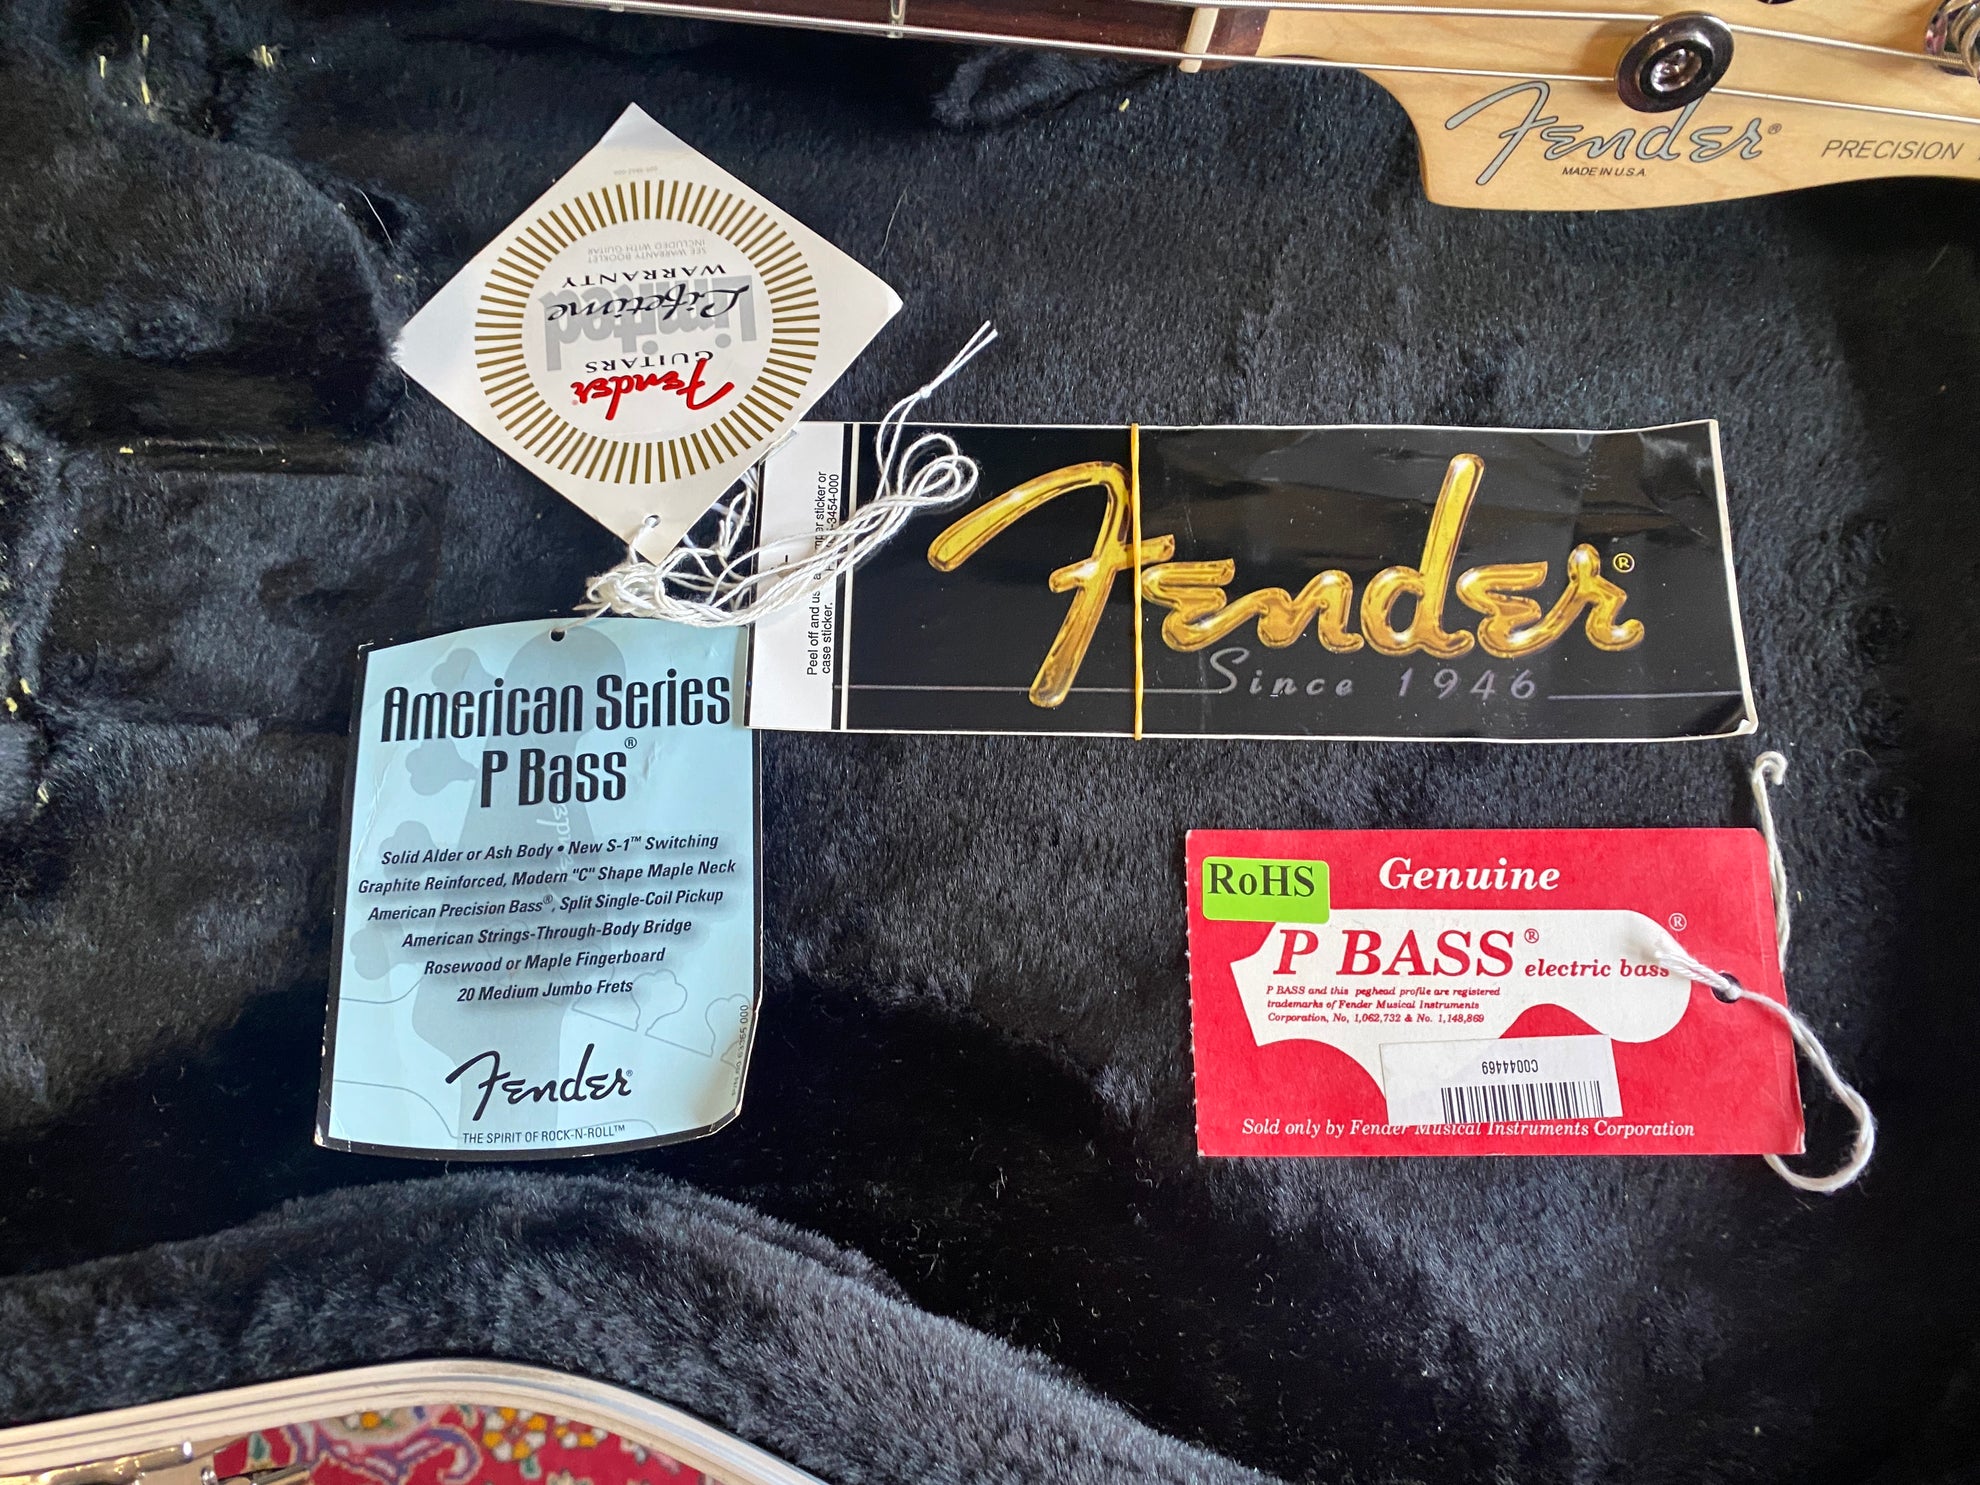 Fender®
MADE IN U.S.A.
PRECISION
Fender®
GUITARS
Limited
Lifetime
WARRANTY
SEE WARRANTY BOOKLET
INCLUDED WITH GUITAR
Peel off and use sticker or
case sticker. 3454-000
Fender®
Since 1946
American Series
P Bass®
Solid Alder or Ash Body • New S-1™ Switching
Graphite Reinforced, Modern "C" Shape Maple Neck
American Precision Bass®, Split Single-Coil Pickup
American Strings-Through-Body Bridge
Rosewood or Maple Fingerboard
20 Medium Jumbo Frets
Fender®
THE SPIRIT OF ROCK-N-ROLL™
RoHS
Genuine
®
P BASS® electric bass
P BASS and this peghead profile are registered
trademarks of Fender Musical Instruments
Corporation, No, 1,062,732 & No. 1,148,869
C0044469
Sold only by Fender Musical Instruments Corporation